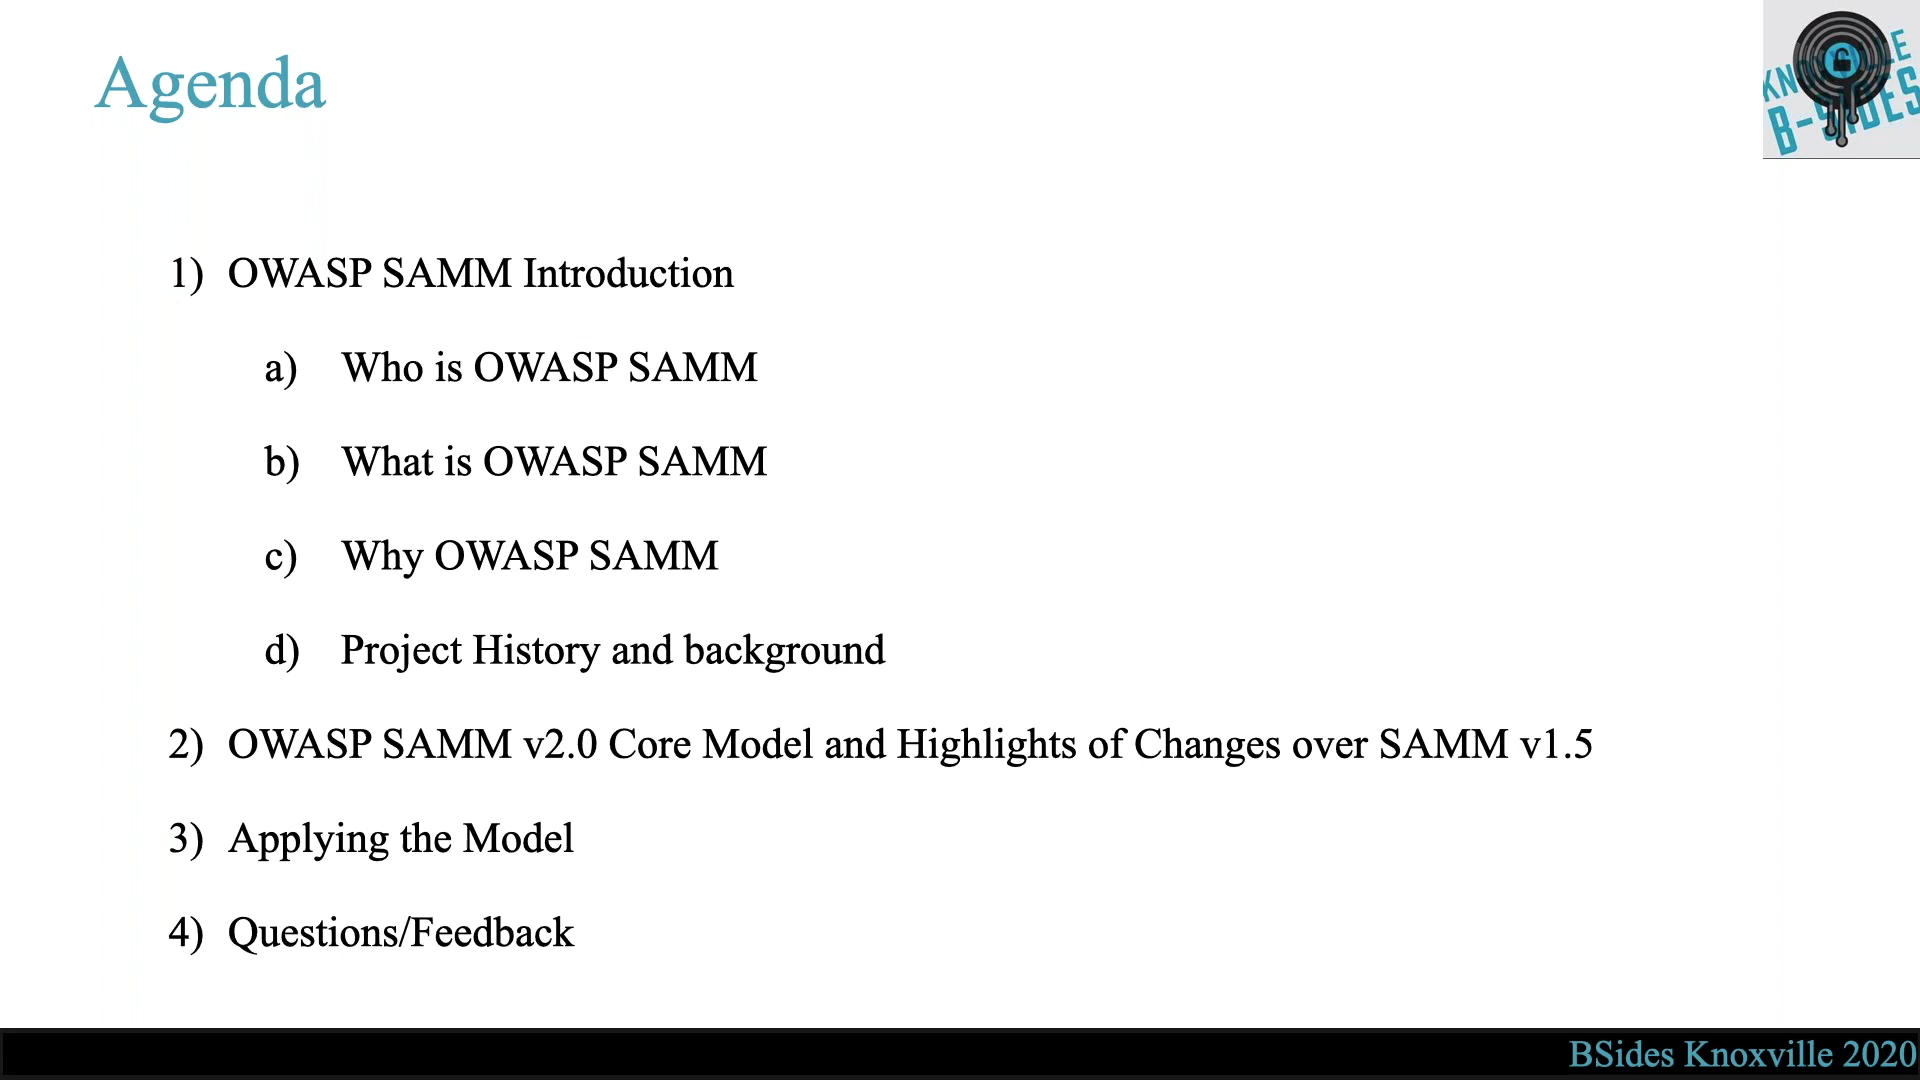 Agenda
1) OWASP SAMM Introduction
a) Who is OWASP SAMM
b) What is OWASP SAMM
c) Why OWASP SAMM
d) Project History and background
2) OWASP SAMM v2.0 Core Model and Highlights of Changes over SAMM v1.5
3) Applying the Model
4) Questions/Feedback
B-SIDES
BSides Knoxville 2020